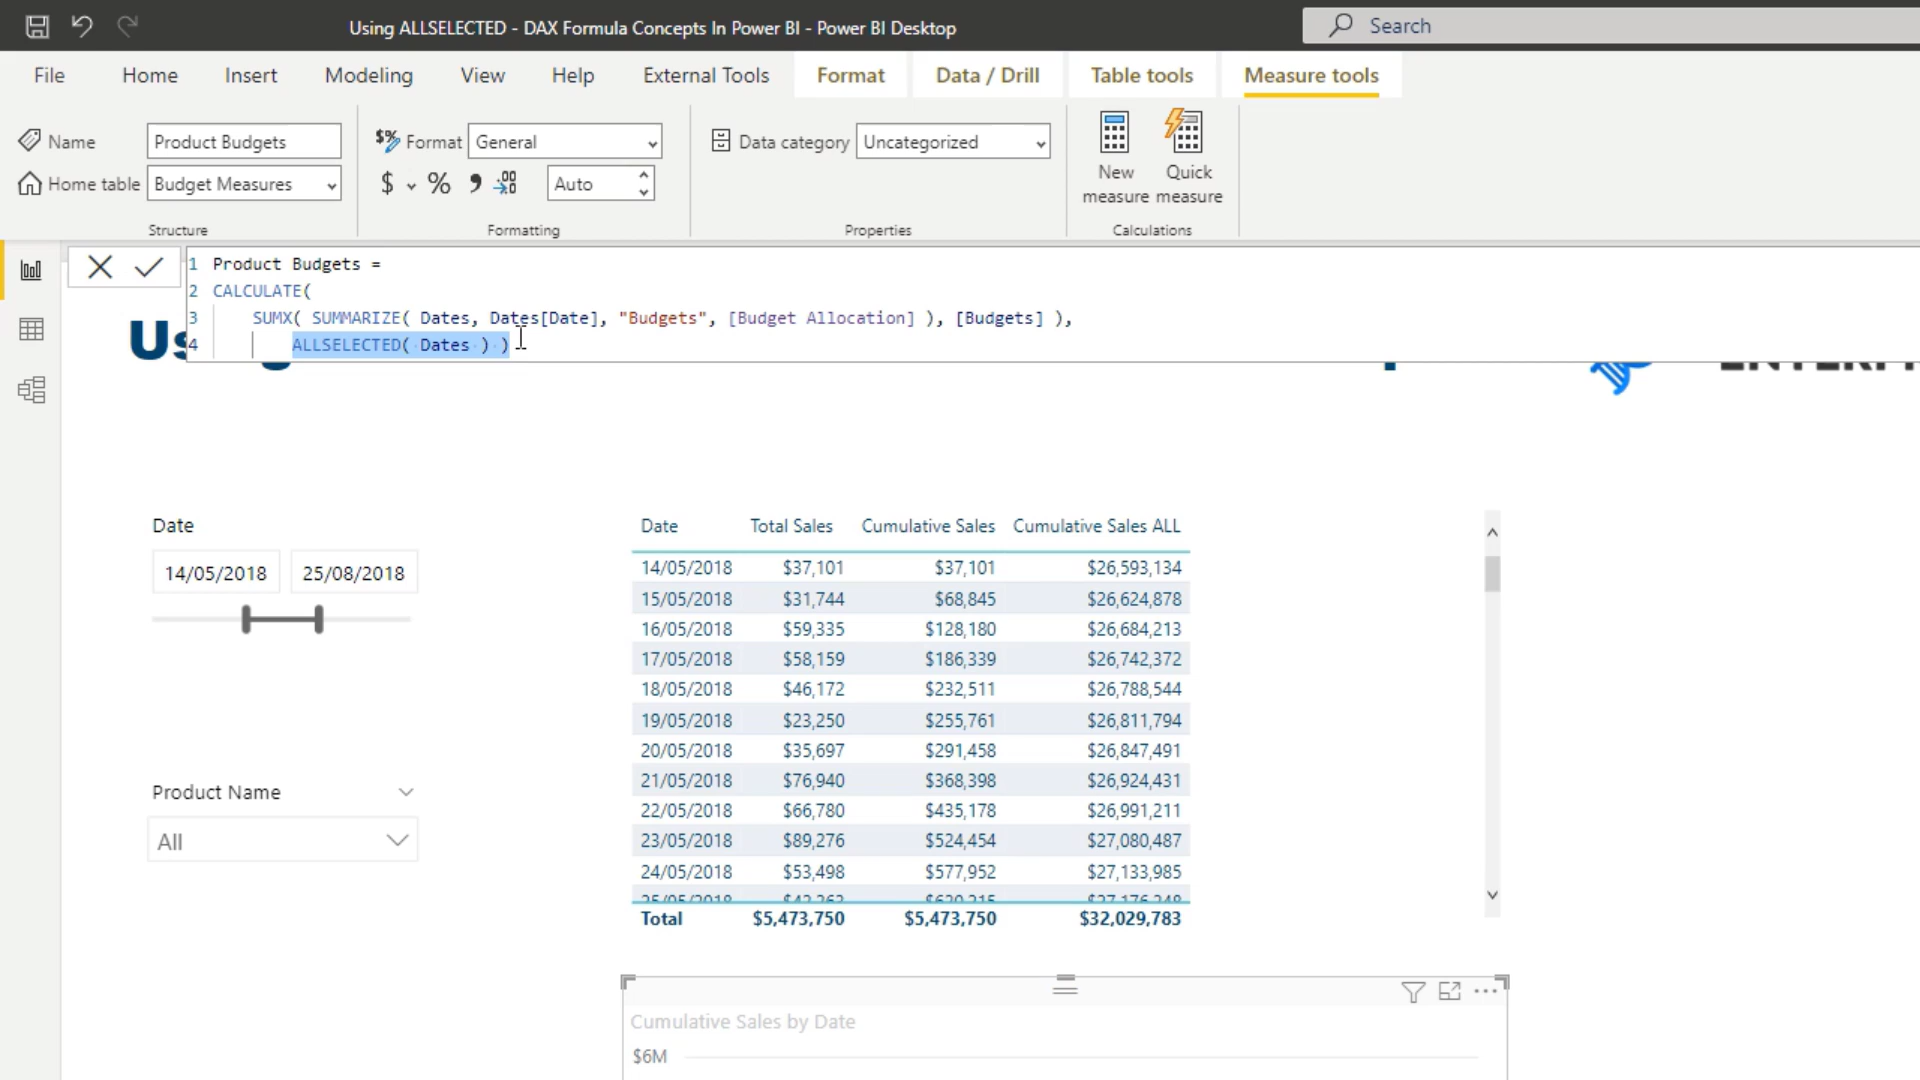 Using ALLSELECTED - DAX Formula Concepts In Power BI - Power BI Desktop
Search
File Home Insert Modeling View Help External Tools Format Data / Drill Table tools Measure tools
Name Product Budgets
Home table Budget Measures
Structure
$% Format General
$ % Auto
Formatting
Data category Uncategorized
Properties
New measure
Quick measure
Calculations
1 Product Budgets =
2 CALCULATE(
3 SUMX( SUMMARIZE( Dates, Dates[Date], "Budgets", [Budget Allocation] ), [Budgets] ),
4 ALLSELECTED( Dates ) )
Date
14/05/2018 25/08/2018
Product Name
All
Date Total Sales Cumulative Sales Cumulative Sales ALL
14/05/2018 $37,101 $37,101 $26,593,134
15/05/2018 $31,744 $68,845 $26,624,878
16/05/2018 $59,335 $128,180 $26,684,213
17/05/2018 $58,159 $186,339 $26,742,372
18/05/2018 $46,172 $232,511 $26,788,544
19/05/2018 $23,250 $255,761 $26,811,794
20/05/2018 $35,697 $291,458 $26,847,491
21/05/2018 $76,940 $368,398 $26,924,431
22/05/2018 $66,780 $435,178 $26,991,211
23/05/2018 $89,276 $524,454 $27,080,487
24/05/2018 $53,498 $577,952 $27,133,985
Total $5,473,750 $5,473,750 $32,029,783
Cumulative Sales by Date
$6M